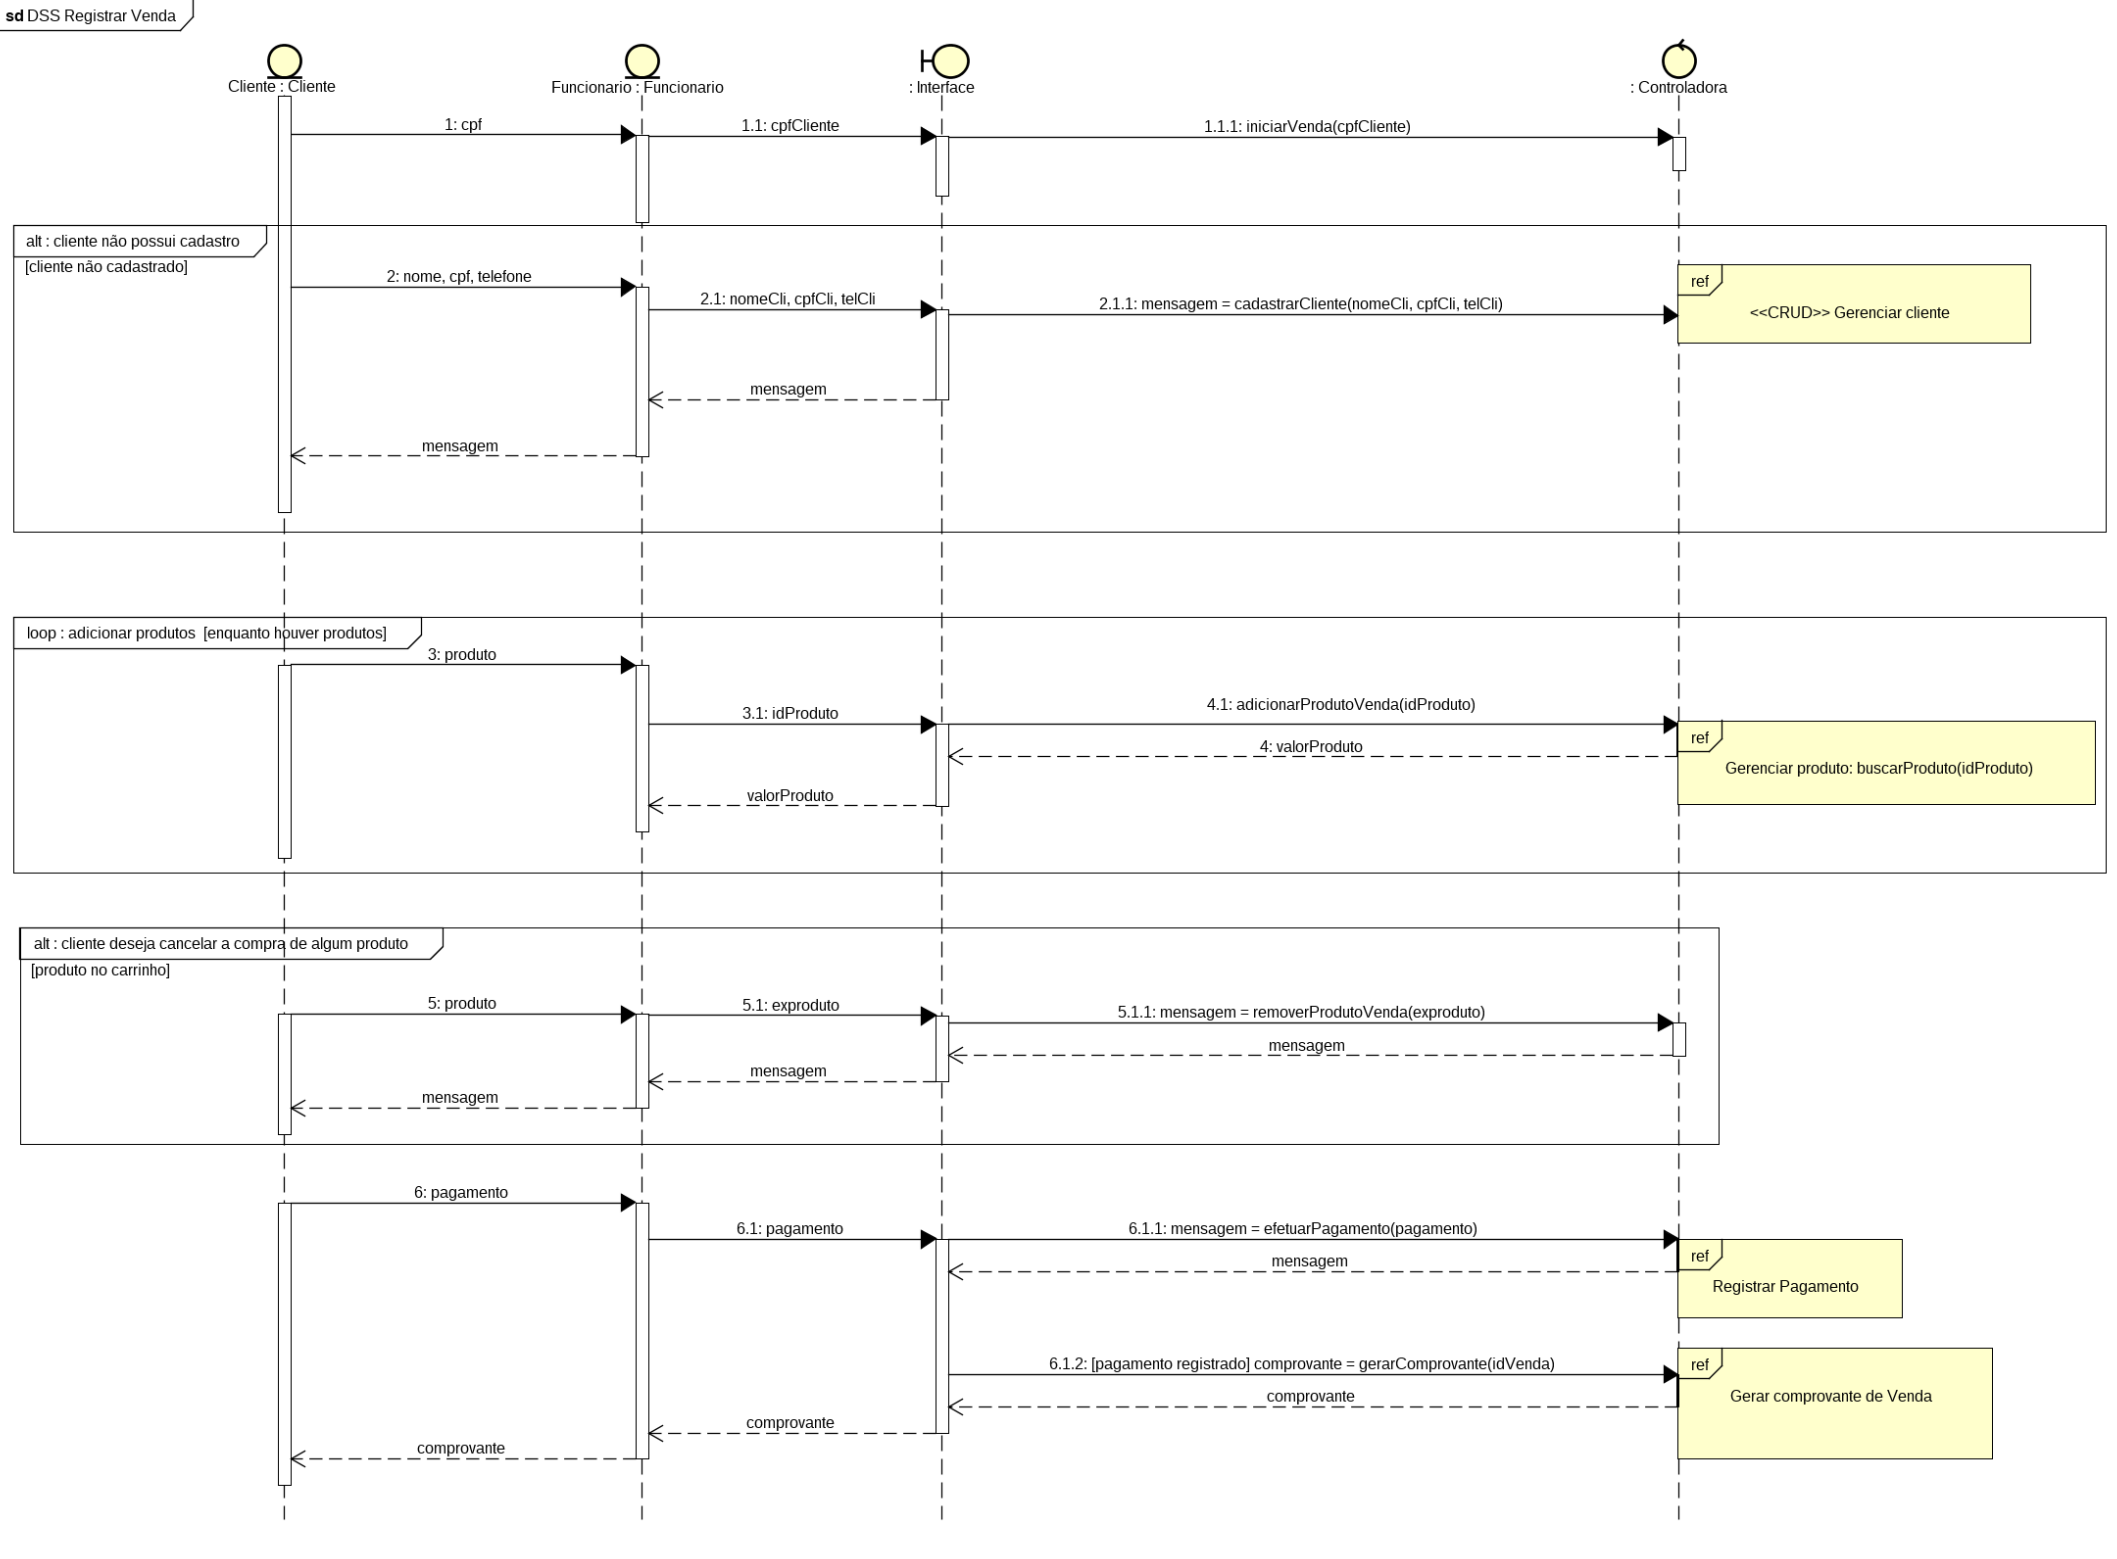 sd DSS Registrar Venda
Cliente : Cliente
Funcionario : Funcionario
: Interface
: Controladora
1: cpf
1.1: cpfCliente
1.1.1: iniciarVenda(cpfCliente)
alt : cliente não possui cadastro
[cliente não cadastrado]
2: nome, cpf, telefone
2.1: nomeCli, cpfCli, telCli
2.1.1: mensagem = cadastrarCliente(nomeCli, cpfCli, telCli)
ref
<<CRUD>> Gerenciar cliente
mensagem
mensagem
loop : adicionar produtos  [enquanto houver produtos]
3: produto
3.1: idProduto
4.1: adicionarProdutoVenda(idProduto)
ref
4: valorProduto
Gerenciar produto: buscarProduto(idProduto)
valorProduto
alt : cliente deseja cancelar a compra de algum produto
[produto no carrinho]
5: produto
5.1: exproduto
5.1.1: mensagem = removerProdutoVenda(exproduto)
mensagem
mensagem
mensagem
6: pagamento
6.1: pagamento
6.1.1: mensagem = efetuarPagamento(pagamento)
ref
mensagem
Registrar Pagamento
6.1.2: [pagamento registrado] comprovante = gerarComprovante(idVenda)
ref
comprovante
Gerar comprovante de Venda
comprovante
comprovante